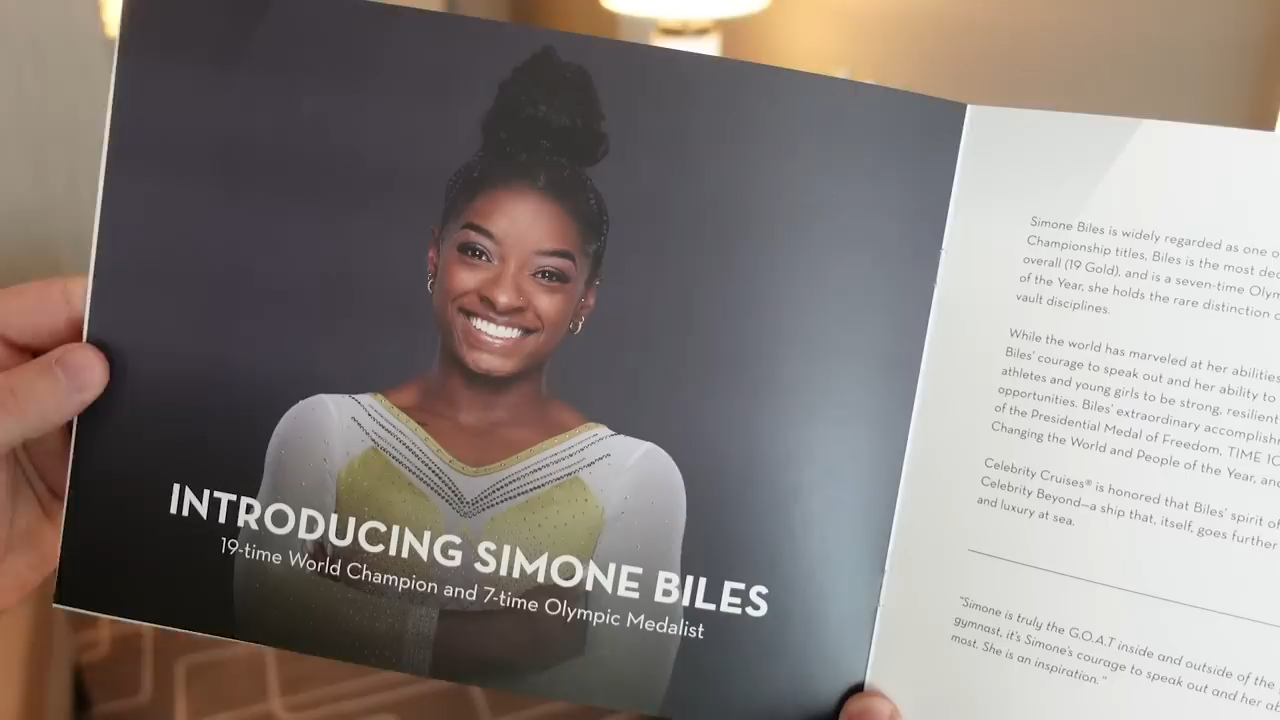 INTRODUCING SIMONE BILES
19-time World Champion and 7-time Olympic Medalist
Simone Biles is widely regarded as one o
Championship titles, Biles is the most dec
overall (19 Gold), and is a seven-time Olym
of the Year, she holds the rare distinction o
vault disciplines.
While the world has marveled at her abilities
Biles' courage to speak out and her ability to
athletes and young girls to be strong, resilien
opportunities. Biles' extraordinary accomplish
of the Presidential Medal of Freedom, TIME 10
Changing the World and People of the Year, and
Celebrity Cruises® is honored that Biles' spirit of
Celebrity Beyond—a ship that, itself, goes further
and luxury at sea.
"Simone is truly the G.O.A.T inside and outside of the
gymnast, it's Simone's courage to speak out and her ab
most. She is an inspiration."